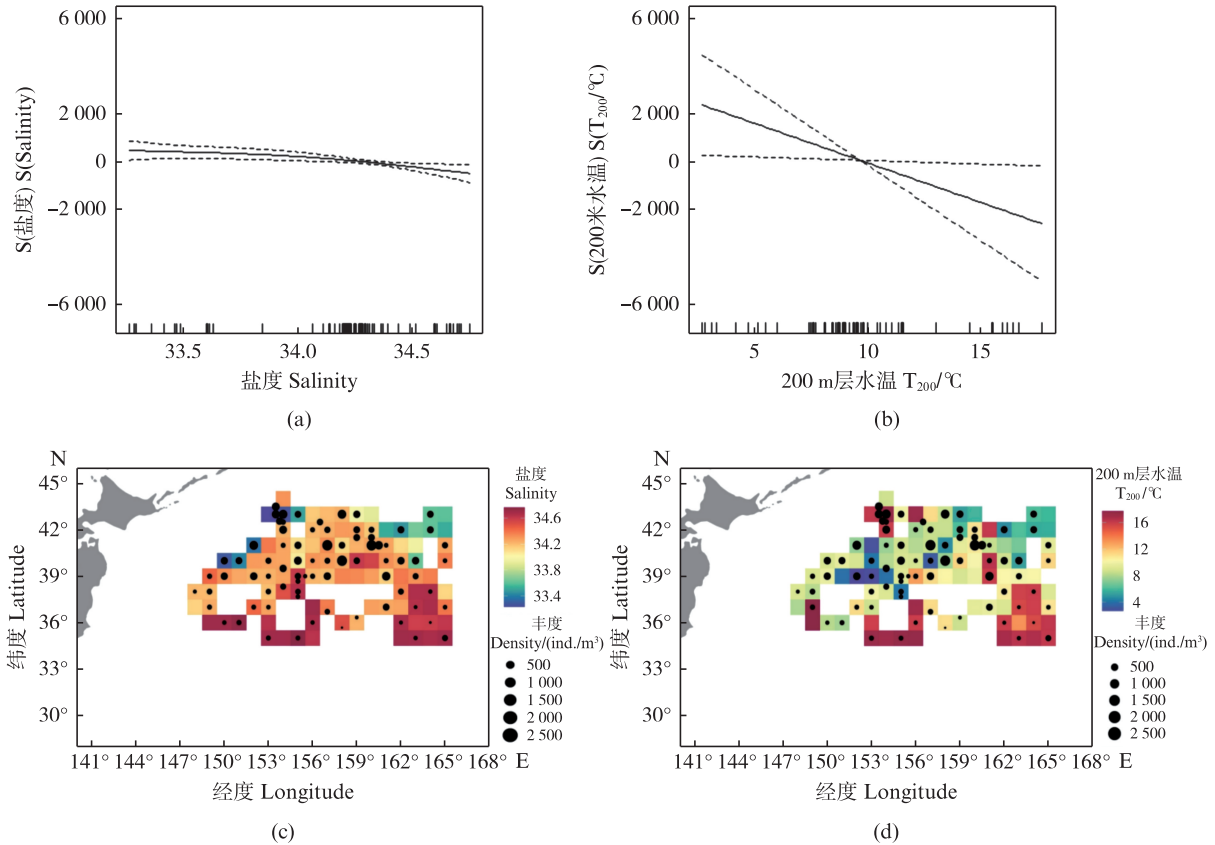 6 000
2 000
0
−2 000
−6 000
S(盐度) S(Salinity)
33.5 34.0 34.5
盐度 Salinity
(a)
6 000
2 000
0
−2 000
−6 000
S(200米水温) S(T200/℃)
5 10 15
200 m层水温 T200/℃
(b)
N
45°
42°
39°
36°
33°
30°
纬度 Latitude
141° 144° 147° 150° 153° 156° 159° 162° 165° 168° E
经度 Longitude
盐度
Salinity
34.6
34.2
33.8
33.4
丰度
Density/(ind./m³)
500
1 000
1 500
2 000
2 500
(c)
N
45°
42°
39°
36°
33°
30°
纬度 Latitude
141° 144° 147° 150° 153° 156° 159° 162° 165° 168° E
经度 Longitude
200 m层水温
T200/℃
16
12
8
4
丰度
Density/(ind./m³)
500
1 000
1 500
2 000
2 500
(d)